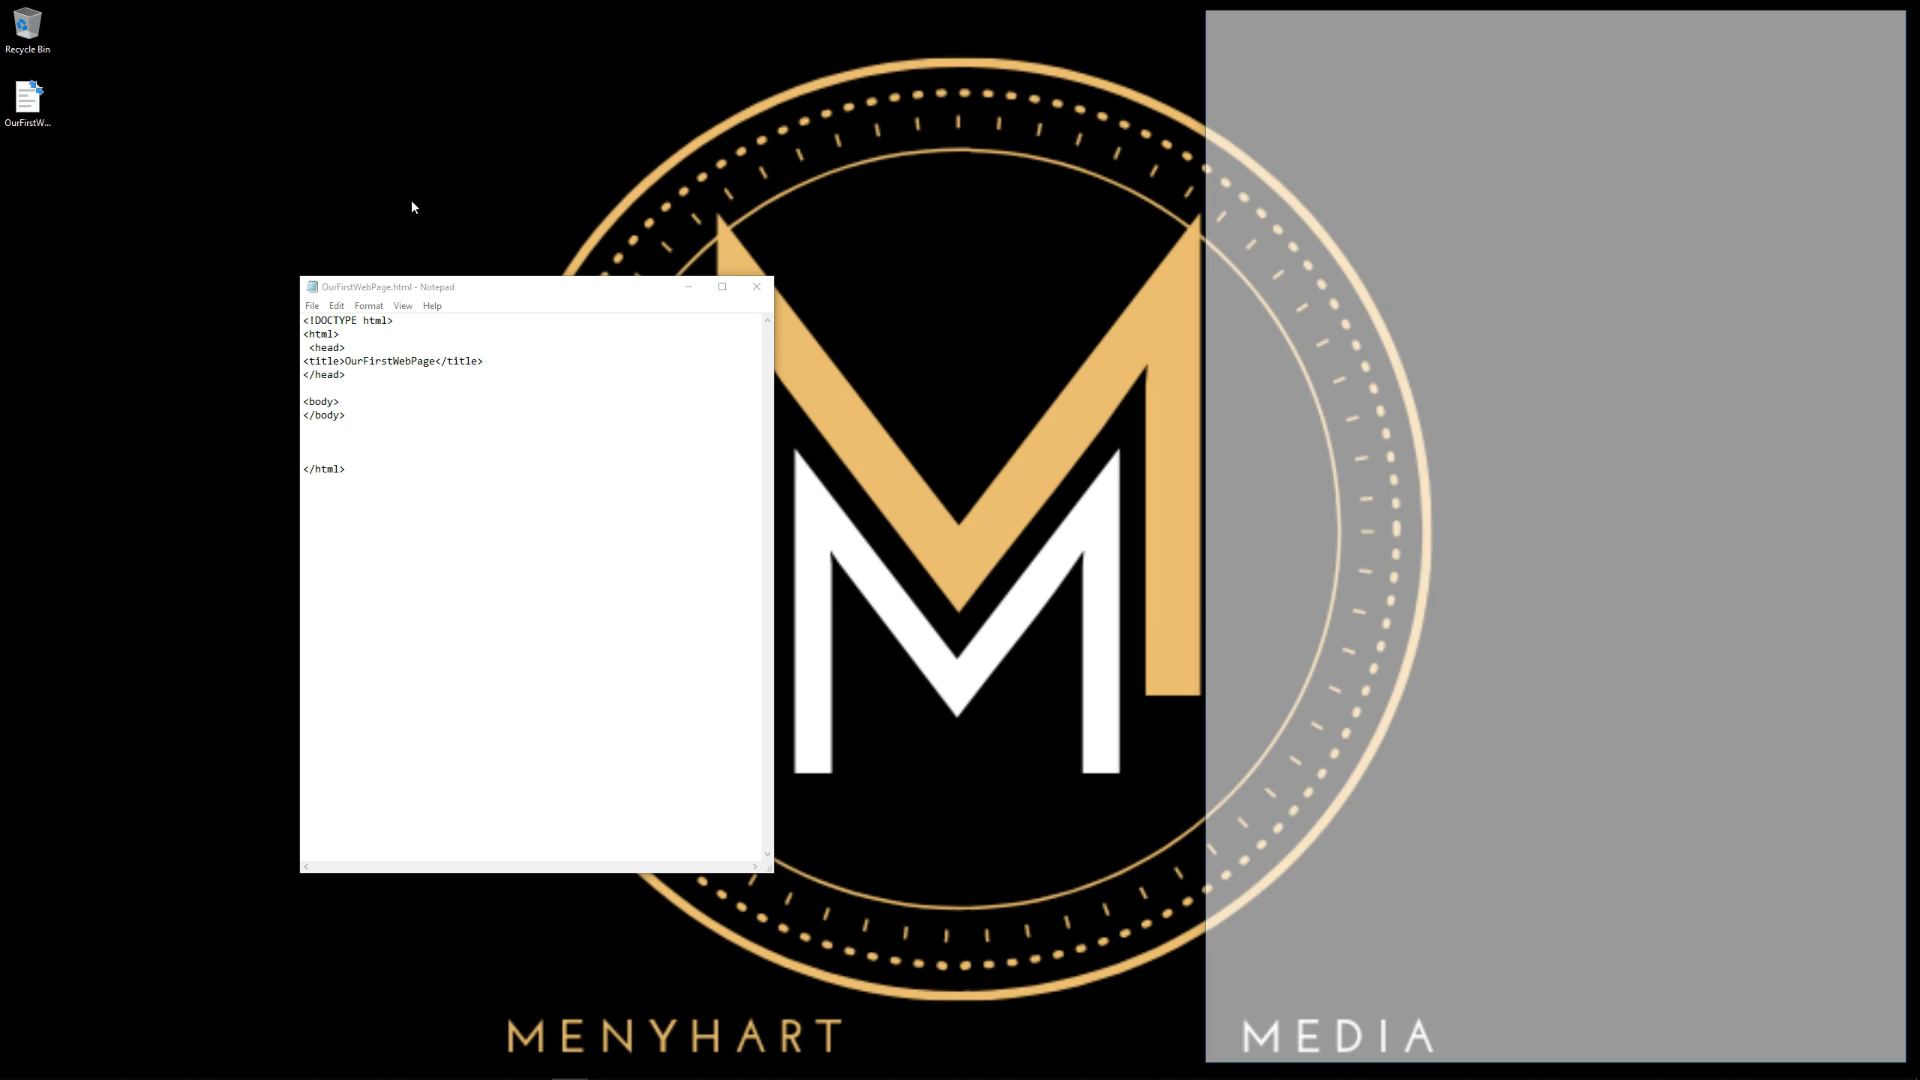 Recycle Bin
OurFirstW...
OurFirstWebPage.html - Notepad
File Edit Format View Help
<!DOCTYPE html>
<html>
<head>
<title>OurFirstWebPage</title>
</head>
<body>
</body>
</html>
MENYHART MEDIA